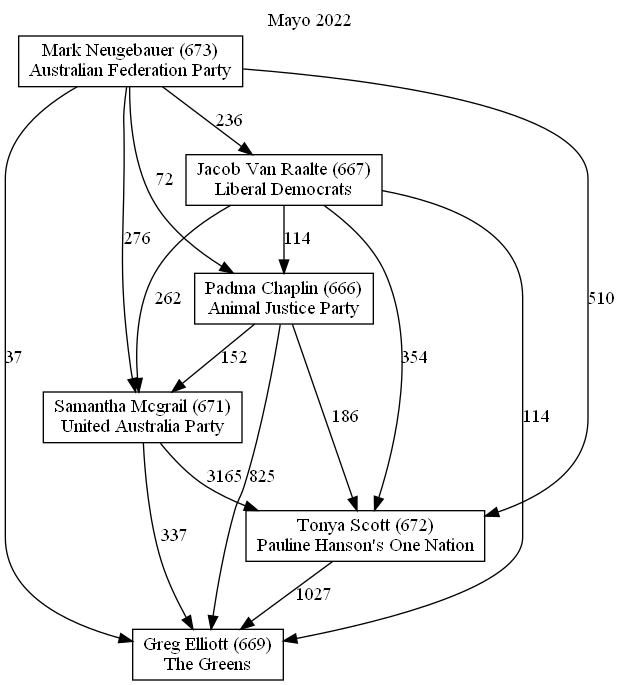 Mayo 2022
Mark Neugebauer (673)
Australian Federation Party
236
Jacob Van Raalte (667)
Liberal Democrats
72
276
114
262
510
Padma Chaplin (666)
Animal Justice Party
37
152
354
114
Samantha Mcgrail (671)
United Australia Party
186
3165
825
337
Tonya Scott (672)
Pauline Hanson's One Nation
1027
Greg Elliott (669)
The Greens